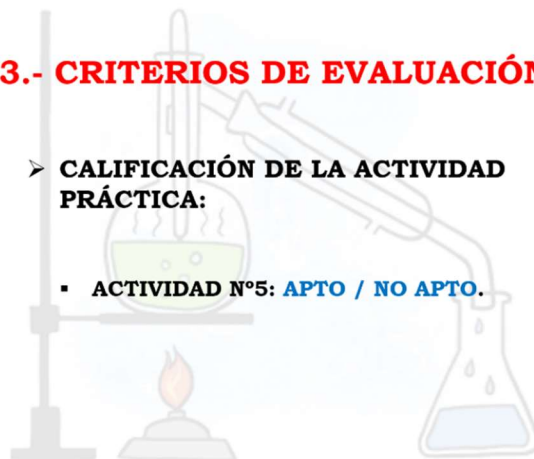 3.- CRITERIOS DE EVALUACIÓN
➢ CALIFICACIÓN DE LA ACTIVIDAD
PRÁCTICA:
▪ ACTIVIDAD Nº5: APTO / NO APTO.